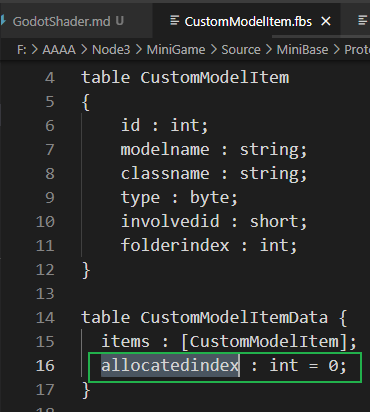 GodotShader.md U
CustomModelItem.fbs
F: > AAAA > Node3 > MiniGame > Source > MiniBase >
4 table CustomModelItem
5 {
6 id : int;
7 modelname : string;
8 classname : string;
9 type : byte;
10 involvedid : short;
11 folderindex : int;
12 }
13
14 table CustomModelItemData {
15 items : [CustomModelItem];
16 allocatedindex : int = 0;
17 }